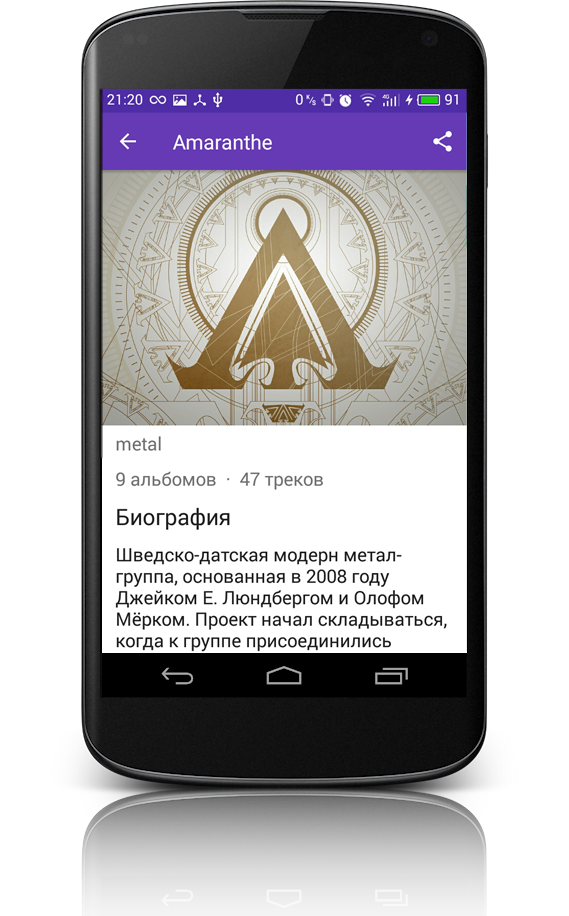 21:20 0 K/s 4G 91
Amaranthe
metal
9 альбомов · 47 треков
Биография
Шведско-датская модерн метал-
группа, основанная в 2008 году
Джейком Е. Люндбергом и Олофом
Мёрком. Проект начал складываться,
когда к группе присоединились